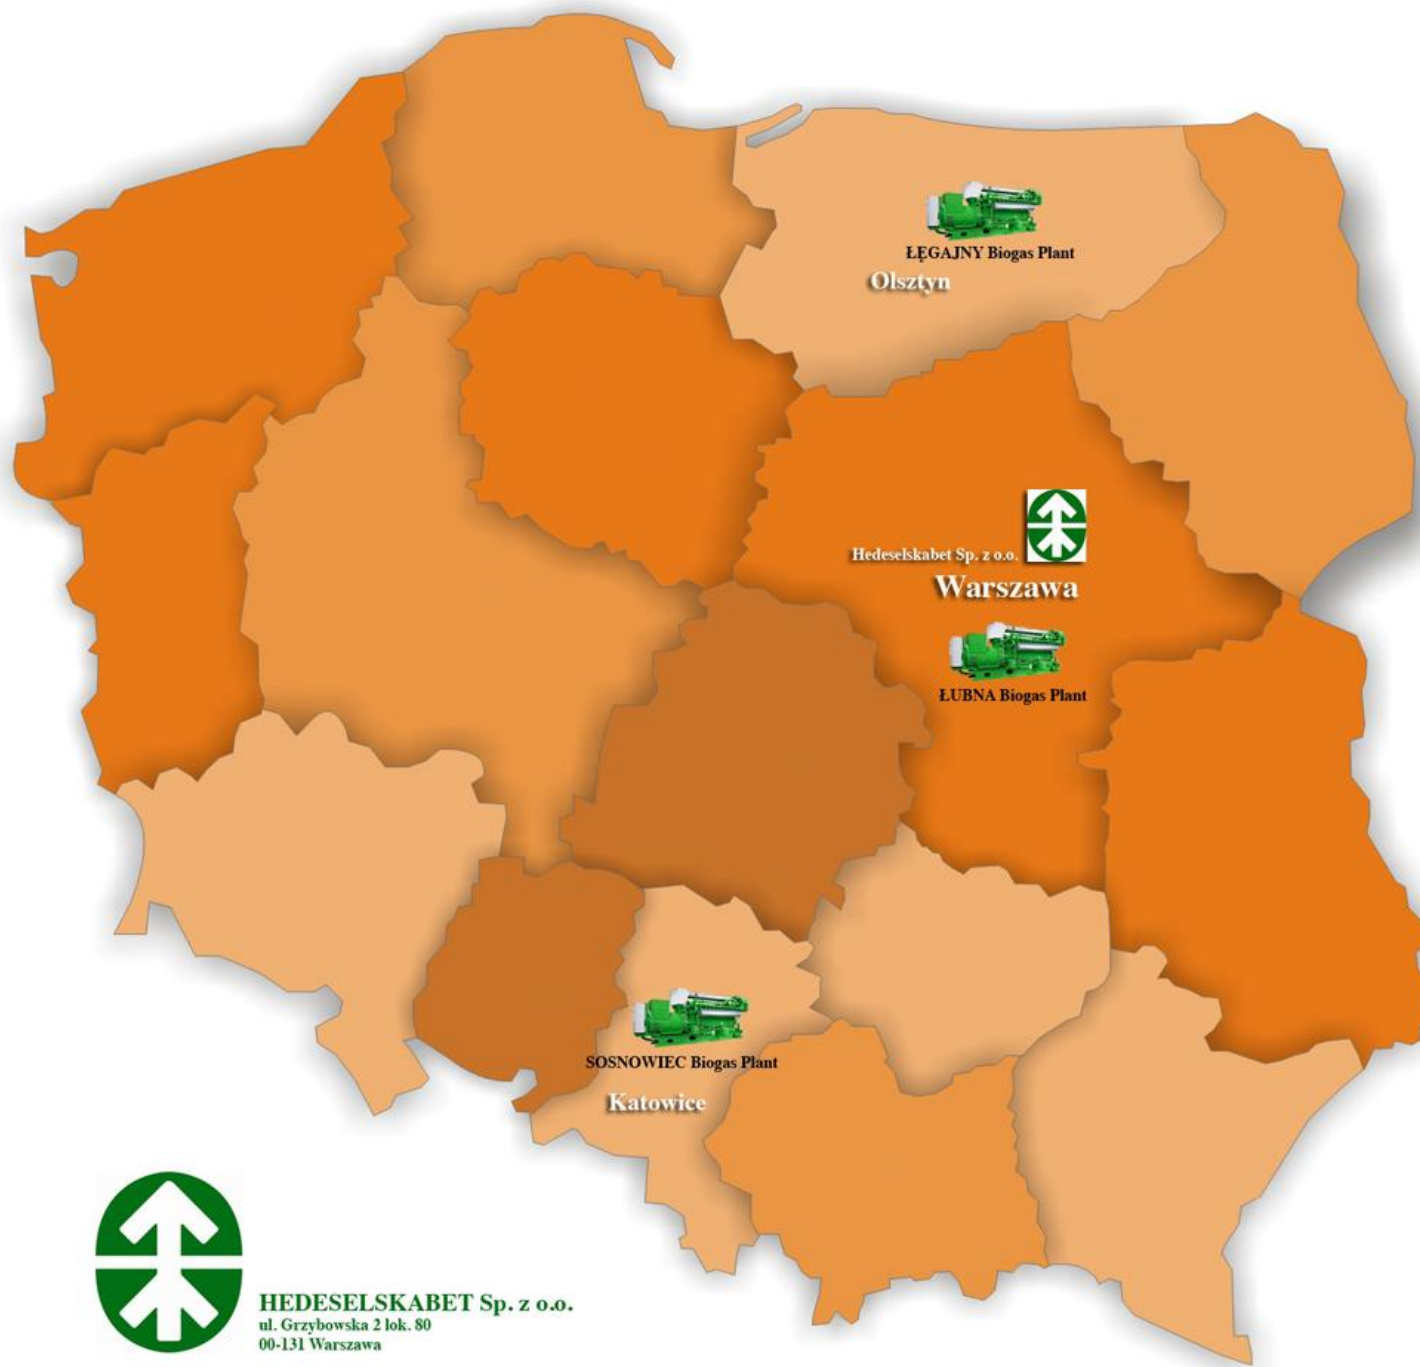 ŁĘGAJNY Biogas Plant
Olsztyn
Hedeselskabet Sp. z o.o.
Warszawa
ŁUBNA Biogas Plant
SOSNOWIEC Biogas Plant
Katowice
HEDESELSKABET Sp. z o.o.
ul. Grzybowska 2 lok. 80
00-131 Warszawa